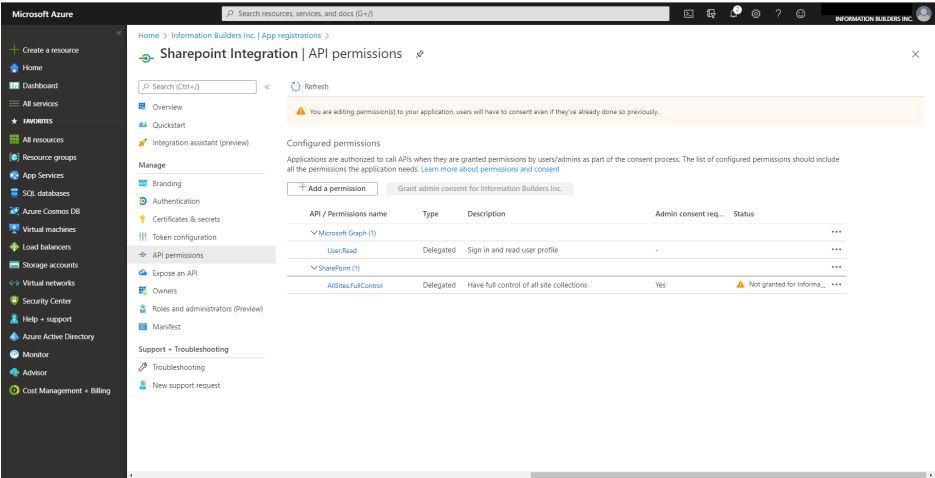 Microsoft Azure
Search resources, services, and docs (G+/)
2
INFORMATION BUILDERS INC.
«
Create a resource
Home
Dashboard
All services
FAVORITES
All resources
Resource groups
App Services
SQL databases
Azure Cosmos DB
Virtual machines
Load balancers
Storage accounts
Virtual networks
Security Center
Help + support
Azure Active Directory
Monitor
Advisor
Cost Management + Billing
Home > Information Builders Inc. | App registrations >
Sharepoint Integration | API permissions
Search (Ctrl+/)
«
Overview
Quickstart
Integration assistant (preview)
Manage
Branding
Authentication
Certificates & secrets
Token configuration
API permissions
Expose an API
Owners
Roles and administrators (Preview)
Manifest
Support + Troubleshooting
Troubleshooting
New support request
Refresh
You are editing permission(s) to your application, users will have to consent even if they've already done so previously.
Configured permissions
Applications are authorized to call APIs when they are granted permissions by users/admins as part of the consent process. The list of configured permissions should include
all the permissions the application needs. Learn more about permissions and consent
Add a permission Grant admin consent for Information Builders Inc.
API / Permissions name Type Description Admin consent req... Status
Microsoft Graph (1) ...
User.Read Delegated Sign in and read user profile - 
SharePoint (1) ...
AllSites.FullControl Delegated Have full control of all site collections Yes Not granted for Informa... ...